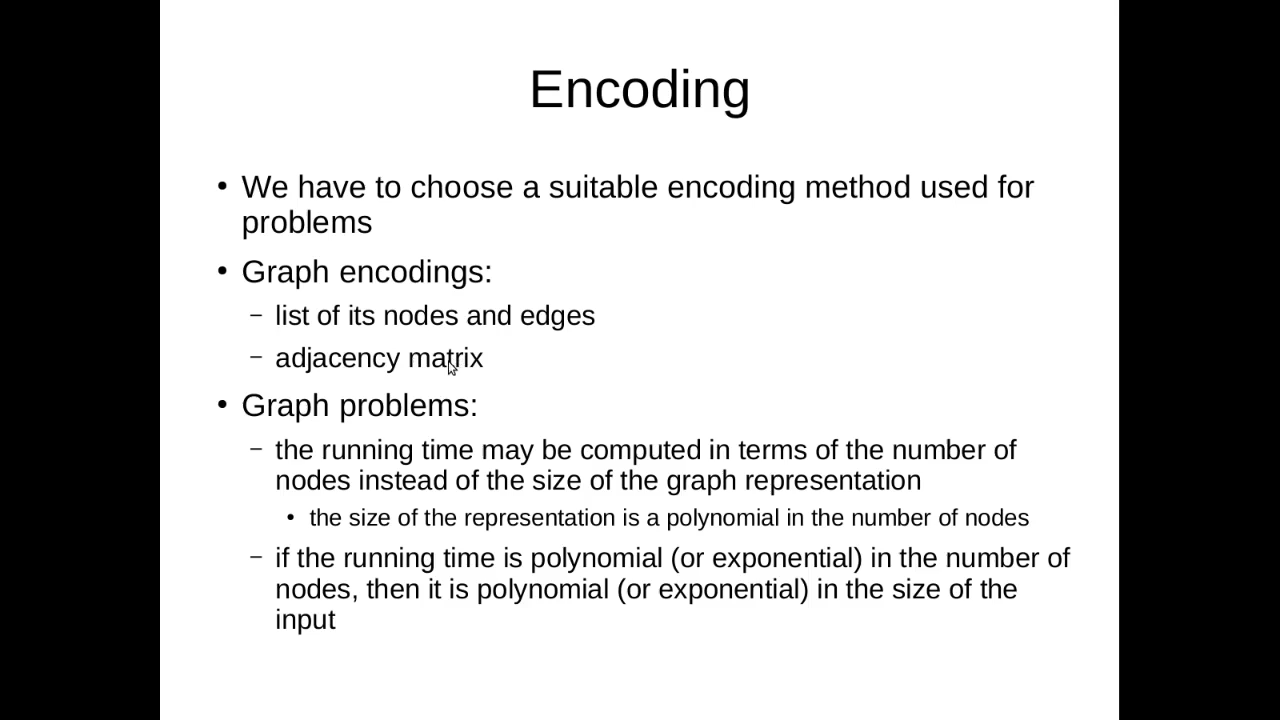 Encoding
• We have to choose a suitable encoding method used for
problems
• Graph encodings:
– list of its nodes and edges
– adjacency matrix
• Graph problems:
– the running time may be computed in terms of the number of
nodes instead of the size of the graph representation
• the size of the representation is a polynomial in the number of nodes
– if the running time is polynomial (or exponential) in the number of
nodes, then it is polynomial (or exponential) in the size of the
input